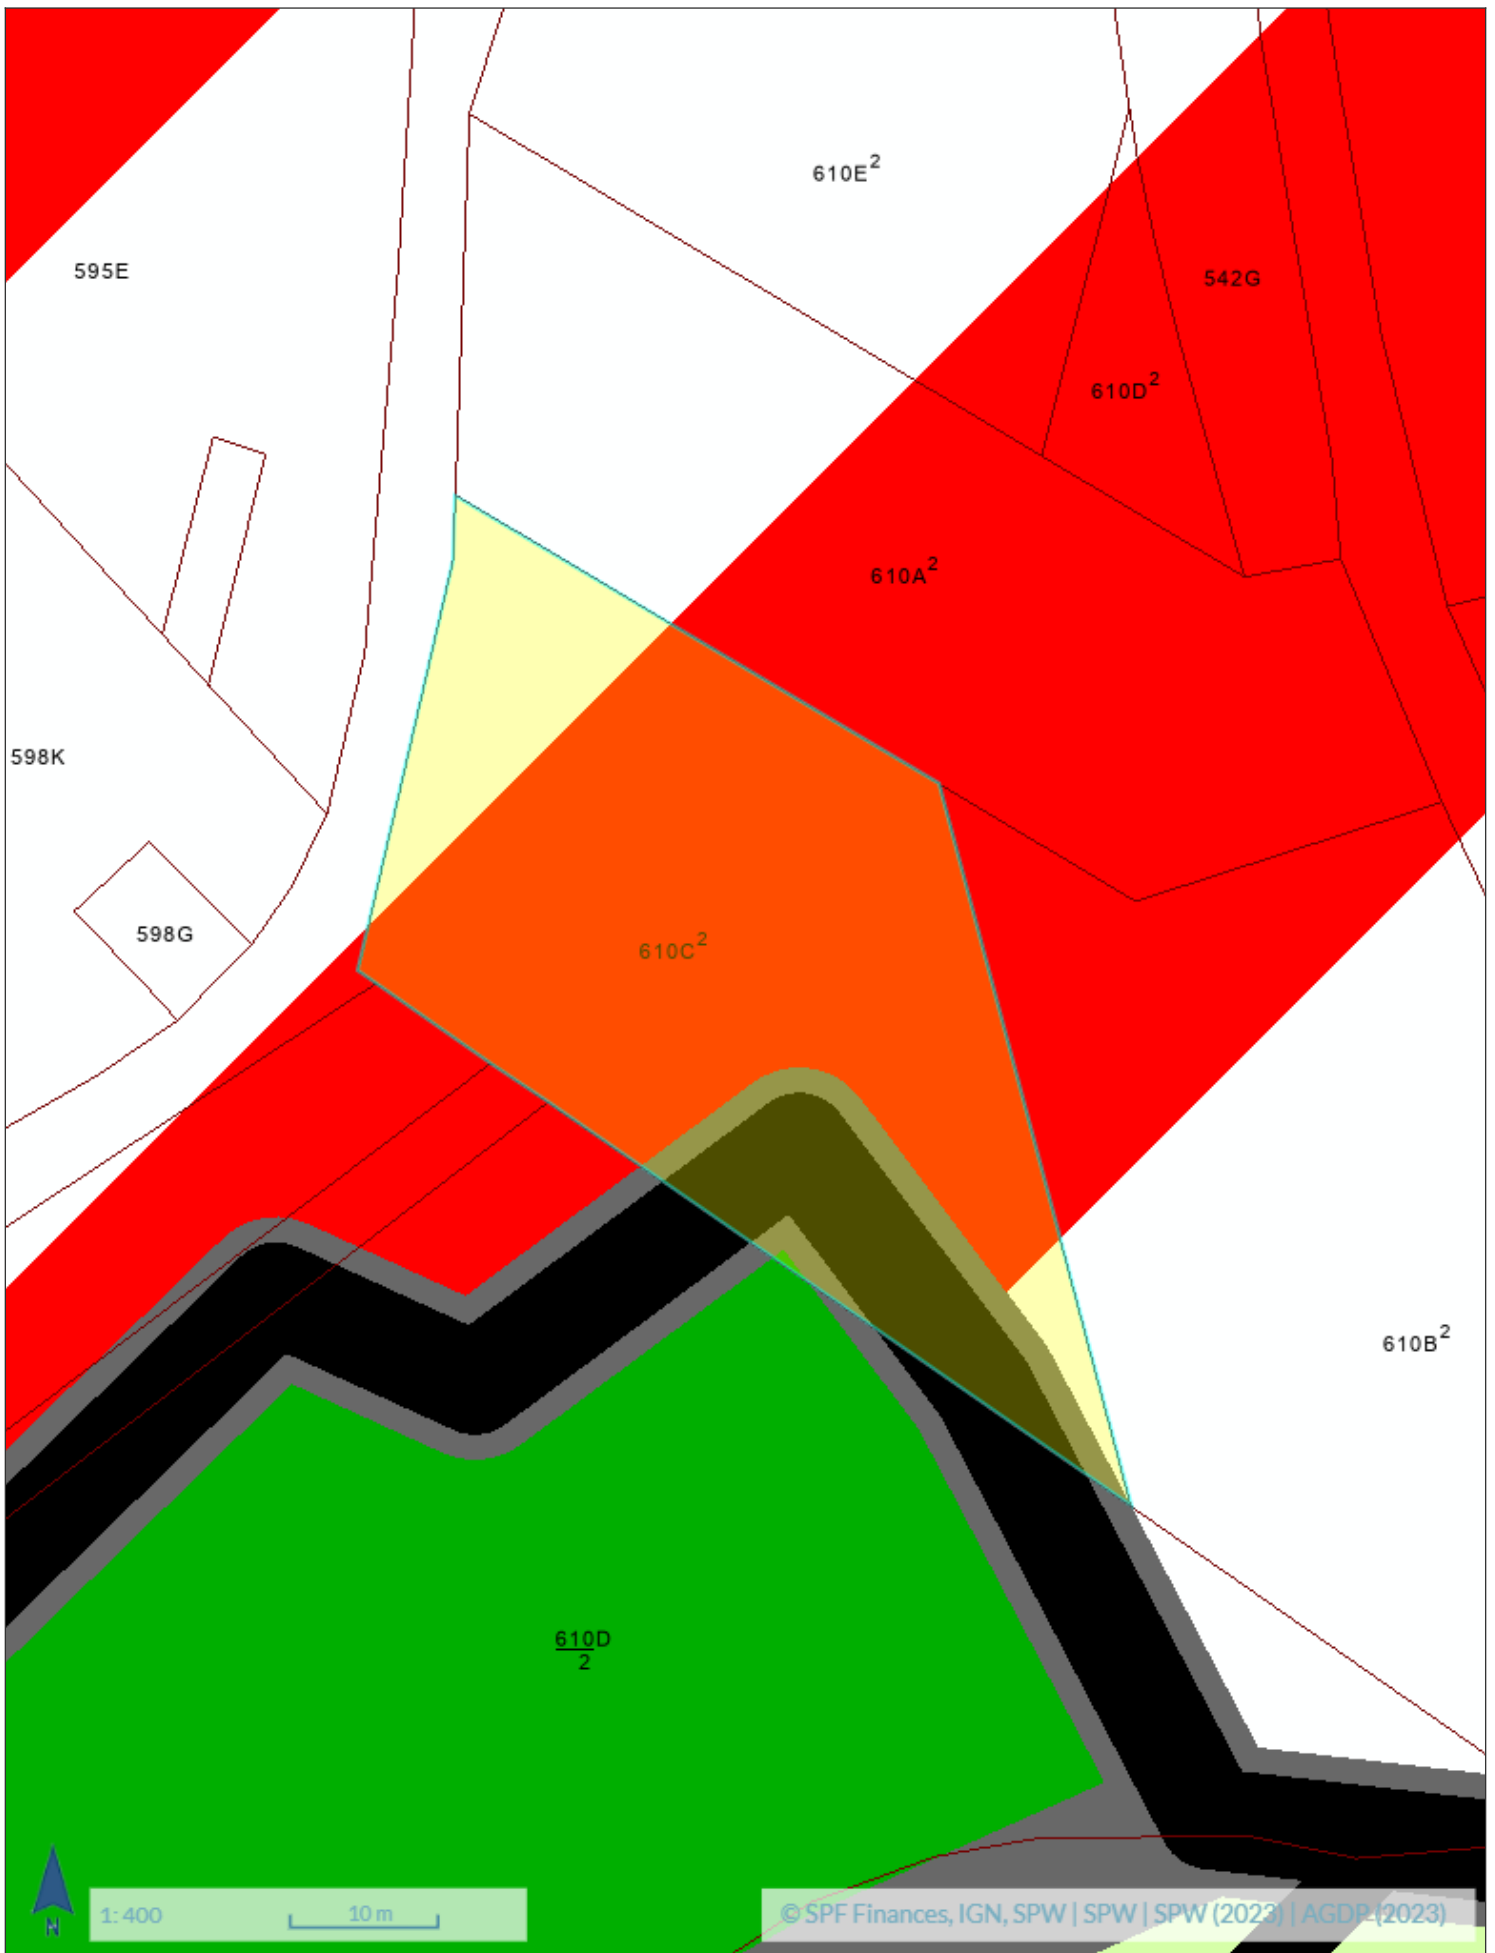 610E²
595E
542G
610D²
610A²
598K
598G
610C²
610B²
610D
2
1: 400
10 m
© SPF Finances, IGN, SPW | SPW | SPW (2023) | AGDP (2023)
N